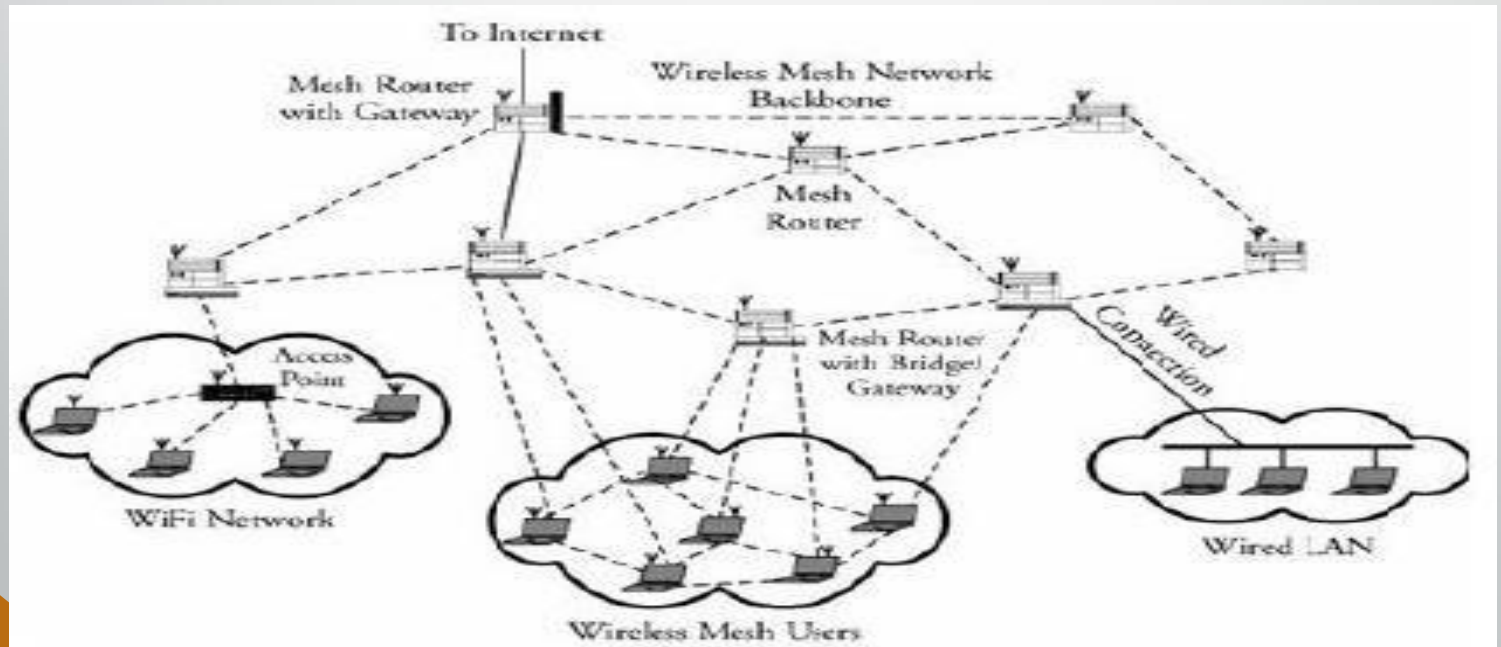 To Internet
Mesh Router
with Gateway
Wireless Mesh Network
Backbone
Mesh
Router
Mesh Router
with Bridge/
Gateway
Wired
Connection
Access
Point
WiFi Network
Wireless Mesh Users
Wired LAN